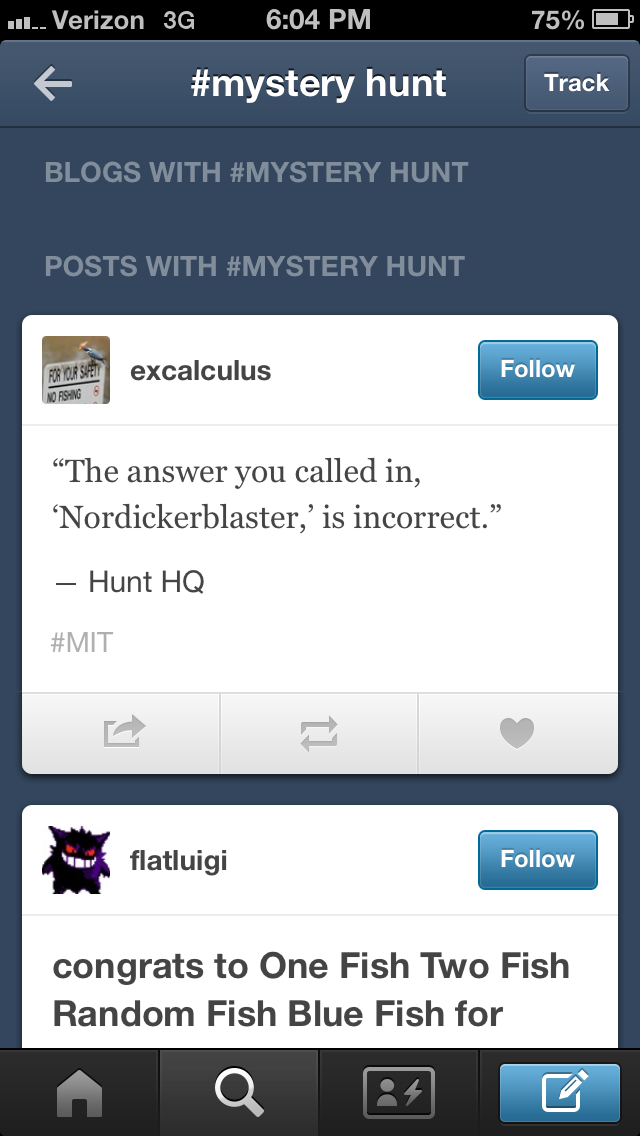 Verizon 3G 6:04 PM 75%
#mystery hunt Track
BLOGS WITH #MYSTERY HUNT
POSTS WITH #MYSTERY HUNT
FOR YOUR SAFETY
NO FISHING
excalculus Follow
“The answer you called in,
‘Nordickerblaster,’ is incorrect.”
— Hunt HQ
#MIT
flatluigi Follow
congrats to One Fish Two Fish
Random Fish Blue Fish for